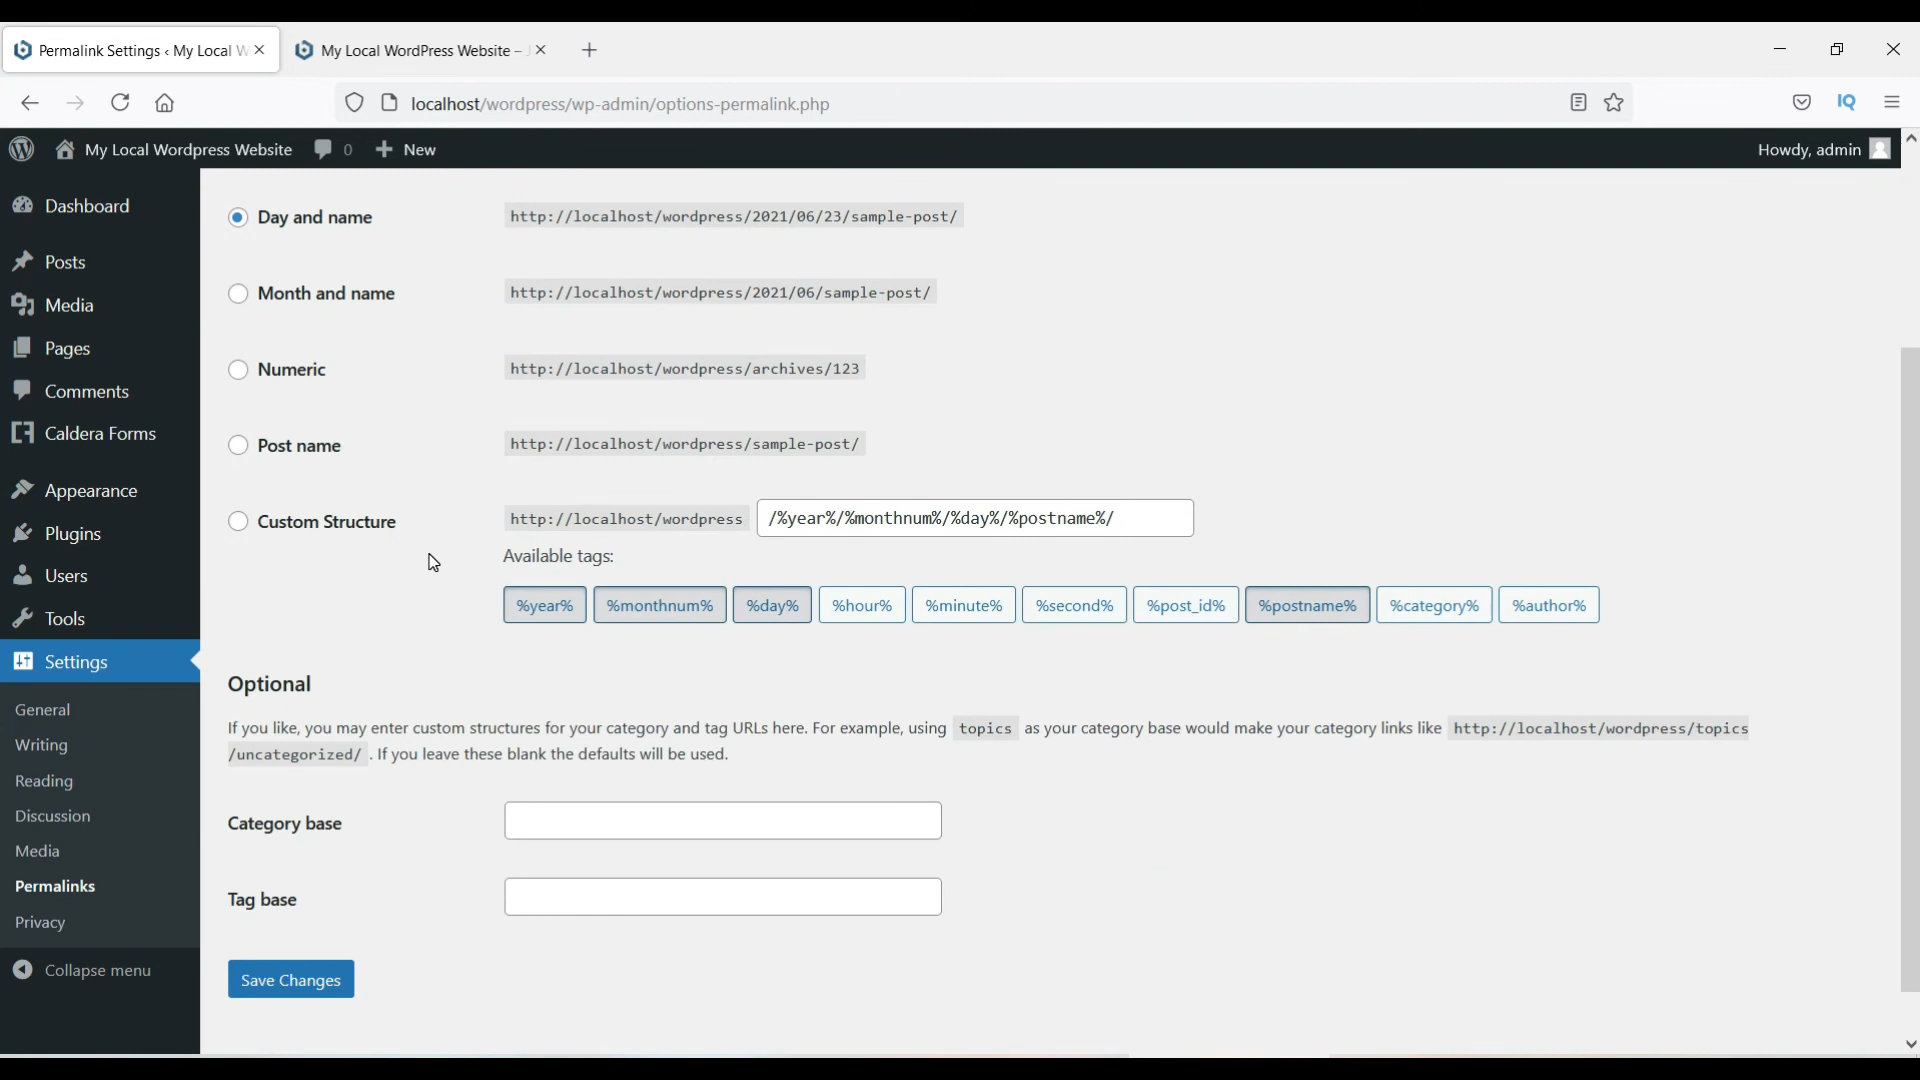 Permalink Settings ‹ My Local W
My Local WordPress Website –
localhost/wordpress/wp-admin/options-permalink.php
IQ
My Local Wordpress Website
0
New
Howdy, admin
Dashboard
Posts
Media
Pages
Comments
Caldera Forms
Appearance
Plugins
Users
Tools
Settings
General
Writing
Reading
Discussion
Media
Permalinks
Privacy
Collapse menu
Day and name http://localhost/wordpress/2021/06/23/sample-post/
Month and name http://localhost/wordpress/2021/06/sample-post/
Numeric http://localhost/wordpress/archives/123
Post name http://localhost/wordpress/sample-post/
Custom Structure http://localhost/wordpress /%year%/%monthnum%/%day%/%postname%/
Available tags:
%year% %monthnum% %day% %hour% %minute% %second% %post_id% %postname% %category% %author%
Optional
If you like, you may enter custom structures for your category and tag URLs here. For example, using topics as your category base would make your category links like http://localhost/wordpress/topics
/uncategorized/ . If you leave these blank the defaults will be used.
Category base
Tag base
Save Changes